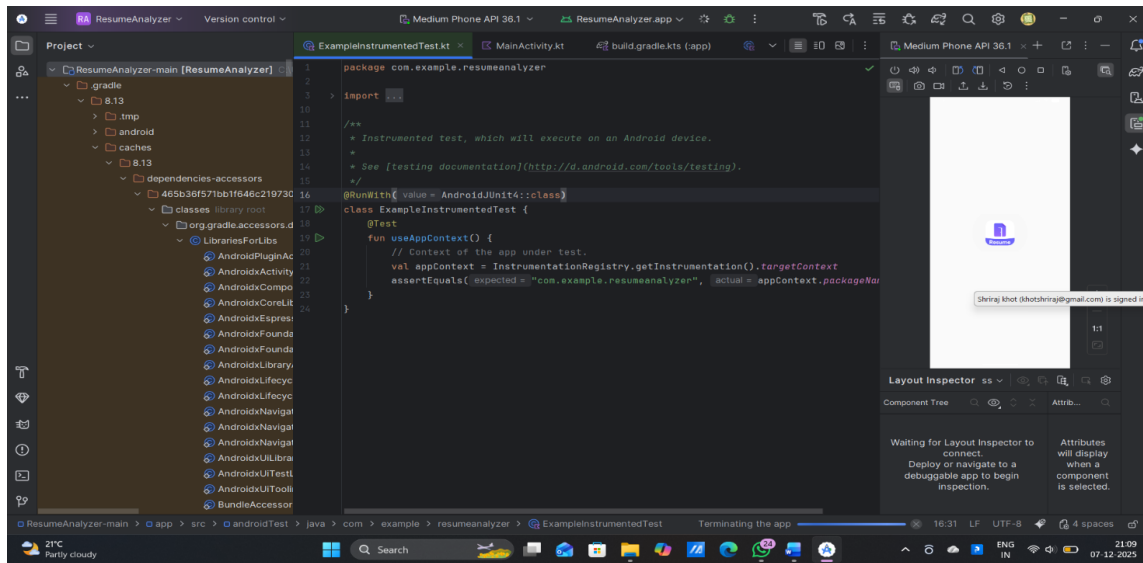 RA ResumeAnalyzer Version control Medium Phone API 36.1 ResumeAnalyzer.app
Project
ResumeAnalyzer-main [ResumeAnalyzer]
.gradle
8.13
.tmp
android
caches
8.13
dependencies-accessors
465b36f571bb1f646c219730
classes library root
org.gradle.accessors.d
LibrariesForLibs
AndroidPluginAc
AndroidxActivity
AndroidxCompo
AndroidxCoreLib
AndroidxEspres
AndroidxFounda
AndroidxFounda
AndroidxLibrary
AndroidxLifecyc
AndroidxLifecyc
AndroidxNavigat
AndroidxNavigat
AndroidxNavigat
AndroidxUiLibra
AndroidxUiTestL
AndroidxUiTooli
BundleAccessor
ExampleInstrumentedTest.kt MainActivity.kt build.gradle.kts (:app)
1 package com.example.resumeanalyzer
2
3 import ...
10
11 /**
12 * Instrumented test, which will execute on an Android device.
13 *
14 * See [testing documentation](http://d.android.com/tools/testing).
15 */
16 @RunWith( value = AndroidJUnit4::class)
17 class ExampleInstrumentedTest {
18 @Test
19 fun useAppContext() {
20 // Context of the app under test.
21 val appContext = InstrumentationRegistry.getInstrumentation().targetContext
22 assertEquals( expected = "com.example.resumeanalyzer", actual = appContext.packageNa
23 }
24 }
Medium Phone API 36.1
Resume
Shriraj khot (khotshriraj@gmail.com) is signed in
1:1
Layout Inspector ss
Component Tree Attrib...
Waiting for Layout Inspector to
connect.
Deploy or navigate to a
debuggable app to begin
inspection.
Attributes
will display
when a
component
is selected.
ResumeAnalyzer-main > app > src > androidTest > java > com > example > resumeanalyzer > ExampleInstrumentedTest Terminating the app 16:31 LF UTF-8 4 spaces
21°C
Partly cloudy
Search
24
ENG
IN
21:09
07-12-2025